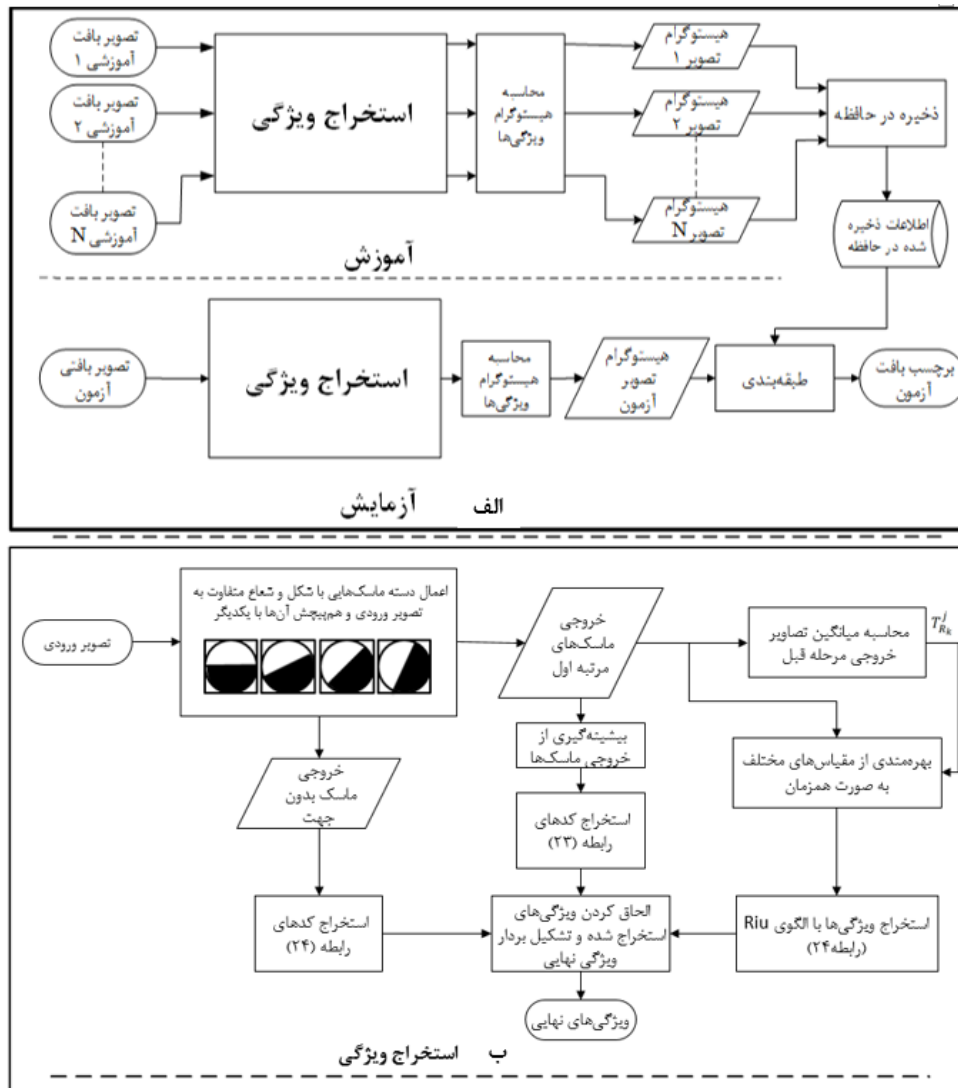 تصویر بافت
آموزشی ۱
تصویر بافت
آموزشی ۲
تصویر بافت
آموزشی N
استخراج ویژگی
محاسبه
هیستوگرام
ویژگی‌ها
هیستوگرام
تصویر ۱
هیستوگرام
تصویر ۲
هیستوگرام
تصویر N
ذخیره در حافظه
اطلاعات ذخیره
شده در حافظه
آموزش
تصویر بافتی
آزمون
استخراج ویژگی
محاسبه
هیستوگرام
ویژگی‌ها
هیستوگرام
تصویر
آزمون
طبقه‌بندی
برچسب بافت
آزمون
الف آزمایش
تصویر ورودی
اعمال دسته ماسک‌هایی با شکل و شعاع متفاوت به
تصویر ورودی و هم‌پیچش آن‌ها با یکدیگر
خروجی
ماسک‌های
مرتبه اول
محاسبه میانگین تصاویر
خروجی مرحله قبل
$T_{R_k}^{j}$
خروجی
ماسک بدون
جهت
بیشینه‌گیری از
خروجی ماسک‌ها
بهره‌مندی از مقیاس‌های مختلف
به صورت همزمان
استخراج کدهای
رابطه (۲۳)
استخراج کدهای
رابطه (۲۴)
الحاق کردن ویژگی‌های
استخراج شده و تشکیل بردار
ویژگی نهایی
استخراج ویژگی‌ها با الگوی Riu
(رابطه۲۴)
ویژگی‌های نهایی
ب استخراج ویژگی